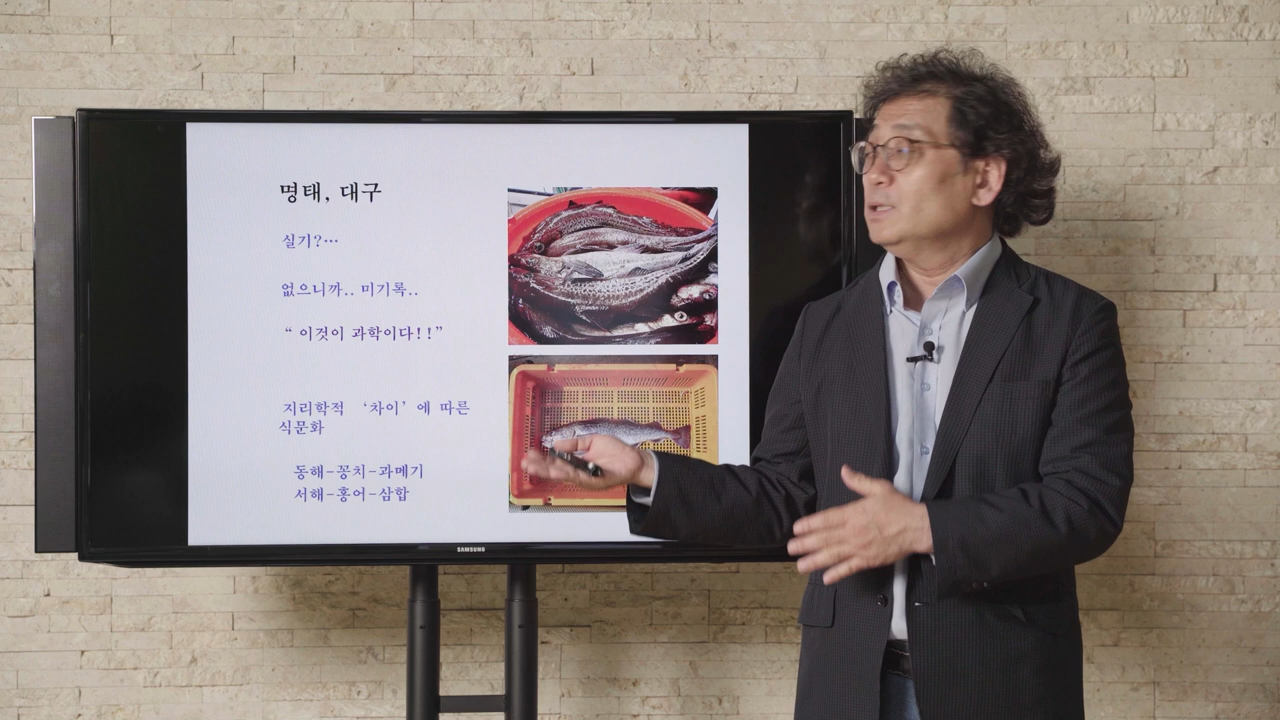 명태, 대구
실기?…
없으니까.. 미기록..
“ 이것이 과학이다!!”
지리학적 ‘차이’ 에 따른
식문화
동해-꽁치-과메기
서해-홍어-삼합
SAMSUNG